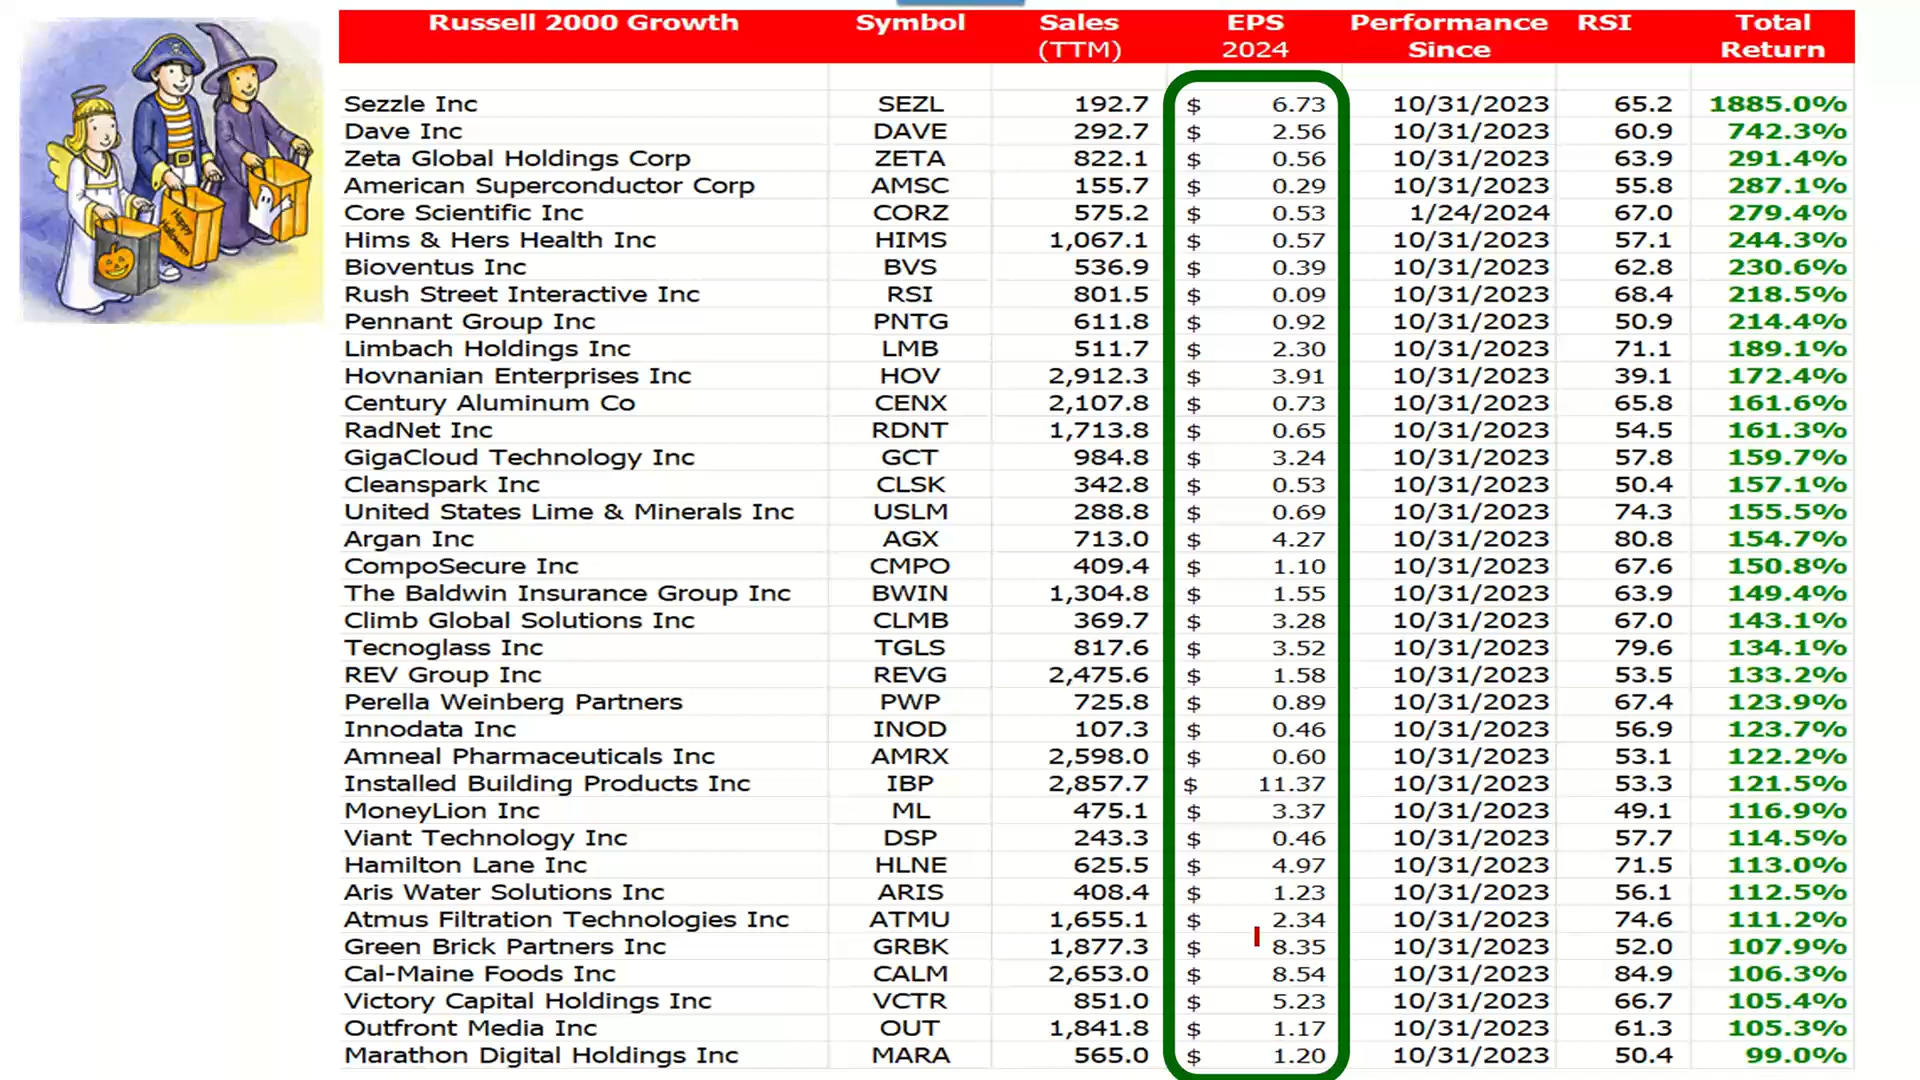 Russell 2000 Growth Symbol Sales (TTM) EPS 2024 Performance Since RSI Total Return
Sezzle Inc SEZL 192.7 $ 6.73 10/31/2023 65.2 1885.0%
Dave Inc DAVE 292.7 $ 2.56 10/31/2023 60.9 742.3%
Zeta Global Holdings Corp ZETA 822.1 $ 0.56 10/31/2023 63.9 291.4%
American Superconductor Corp AMSC 155.7 $ 0.29 10/31/2023 55.8 287.1%
Core Scientific Inc CORZ 575.2 $ 0.53 1/24/2024 67.0 279.4%
Hims & Hers Health Inc HIMS 1,067.1 $ 0.57 10/31/2023 57.1 244.3%
Bioventus Inc BVS 536.9 $ 0.39 10/31/2023 62.8 230.6%
Rush Street Interactive Inc RSI 801.5 $ 0.09 10/31/2023 68.4 218.5%
Pennant Group Inc PNTG 611.8 $ 0.92 10/31/2023 50.9 214.4%
Limbach Holdings Inc LMB 511.7 $ 2.30 10/31/2023 71.1 189.1%
Hovnanian Enterprises Inc HOV 2,912.3 $ 3.91 10/31/2023 39.1 172.4%
Century Aluminum Co CENX 2,107.8 $ 0.73 10/31/2023 65.8 161.6%
RadNet Inc RDNT 1,713.8 $ 0.65 10/31/2023 54.5 161.3%
GigaCloud Technology Inc GCT 984.8 $ 3.24 10/31/2023 57.8 159.7%
Cleanspark Inc CLSK 342.8 $ 0.53 10/31/2023 50.4 157.1%
United States Lime & Minerals Inc USLM 288.8 $ 0.69 10/31/2023 74.3 155.5%
Argan Inc AGX 713.0 $ 4.27 10/31/2023 80.8 154.7%
CompoSecure Inc CMPO 409.4 $ 1.10 10/31/2023 67.6 150.8%
The Baldwin Insurance Group Inc BWIN 1,304.8 $ 1.55 10/31/2023 63.9 149.4%
Climb Global Solutions Inc CLMB 369.7 $ 3.28 10/31/2023 67.0 143.1%
Tecnoglass Inc TGLS 817.6 $ 3.52 10/31/2023 79.6 134.1%
REV Group Inc REVG 2,475.6 $ 1.58 10/31/2023 53.5 133.2%
Perella Weinberg Partners PWP 725.8 $ 0.89 10/31/2023 67.4 123.9%
Innodata Inc INOD 107.3 $ 0.46 10/31/2023 56.9 123.7%
Amneal Pharmaceuticals Inc AMRX 2,598.0 $ 0.60 10/31/2023 53.1 122.2%
Installed Building Products Inc IBP 2,857.7 $ 11.37 10/31/2023 53.3 121.5%
MoneyLion Inc ML 475.1 $ 3.37 10/31/2023 49.1 116.9%
Viant Technology Inc DSP 243.3 $ 0.46 10/31/2023 57.7 114.5%
Hamilton Lane Inc HLNE 625.5 $ 4.97 10/31/2023 71.5 113.0%
Aris Water Solutions Inc ARIS 408.4 $ 1.23 10/31/2023 56.1 112.5%
Atmus Filtration Technologies Inc ATMU 1,655.1 $ 2.34 10/31/2023 74.6 111.2%
Green Brick Partners Inc GRBK 1,877.3 $ 8.35 10/31/2023 52.0 107.9%
Cal-Maine Foods Inc CALM 2,653.0 $ 8.54 10/31/2023 84.9 106.3%
Victory Capital Holdings Inc VCTR 851.0 $ 5.23 10/31/2023 66.7 105.4%
Outfront Media Inc OUT 1,841.8 $ 1.17 10/31/2023 61.3 105.3%
Marathon Digital Holdings Inc MARA 565.0 $ 1.20 10/31/2023 50.4 99.0%
Happy
Halloween